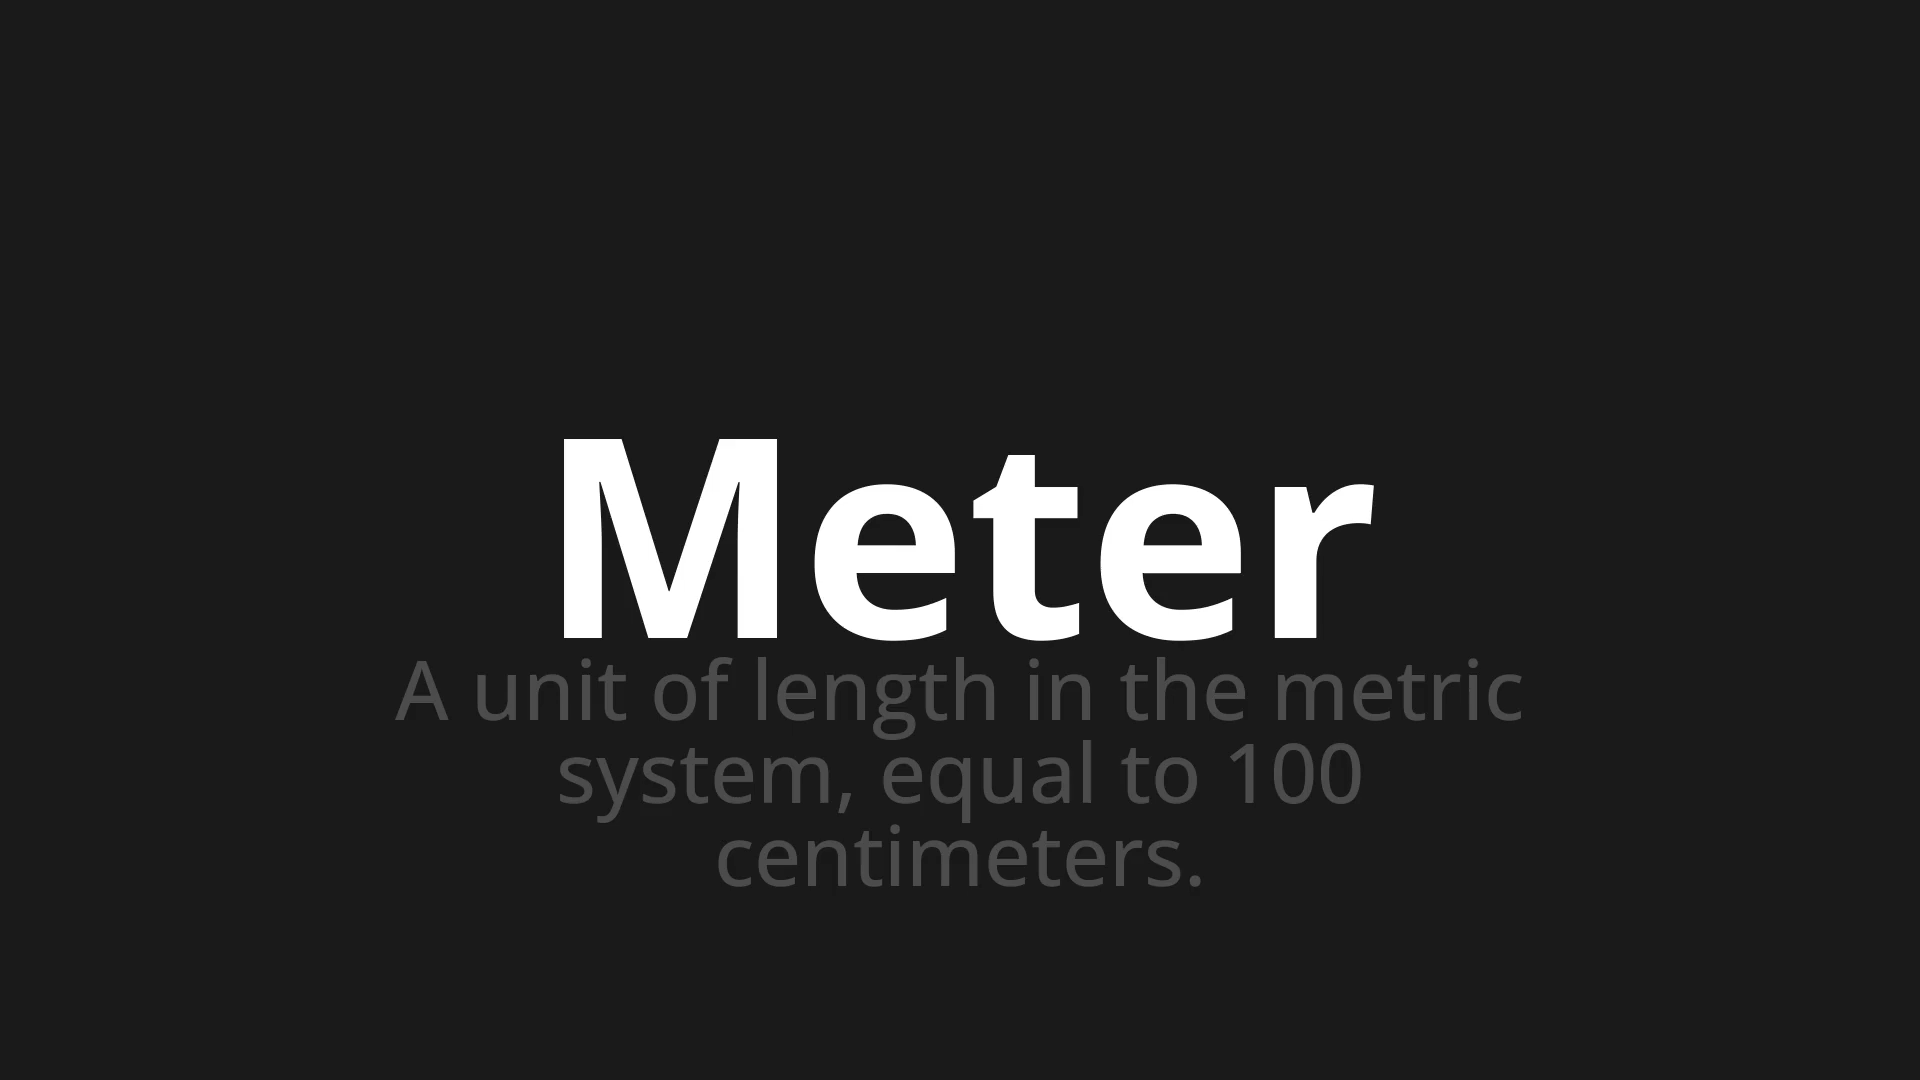 Meter
A unit of length in the metric
system, equal to 100
centimeters.